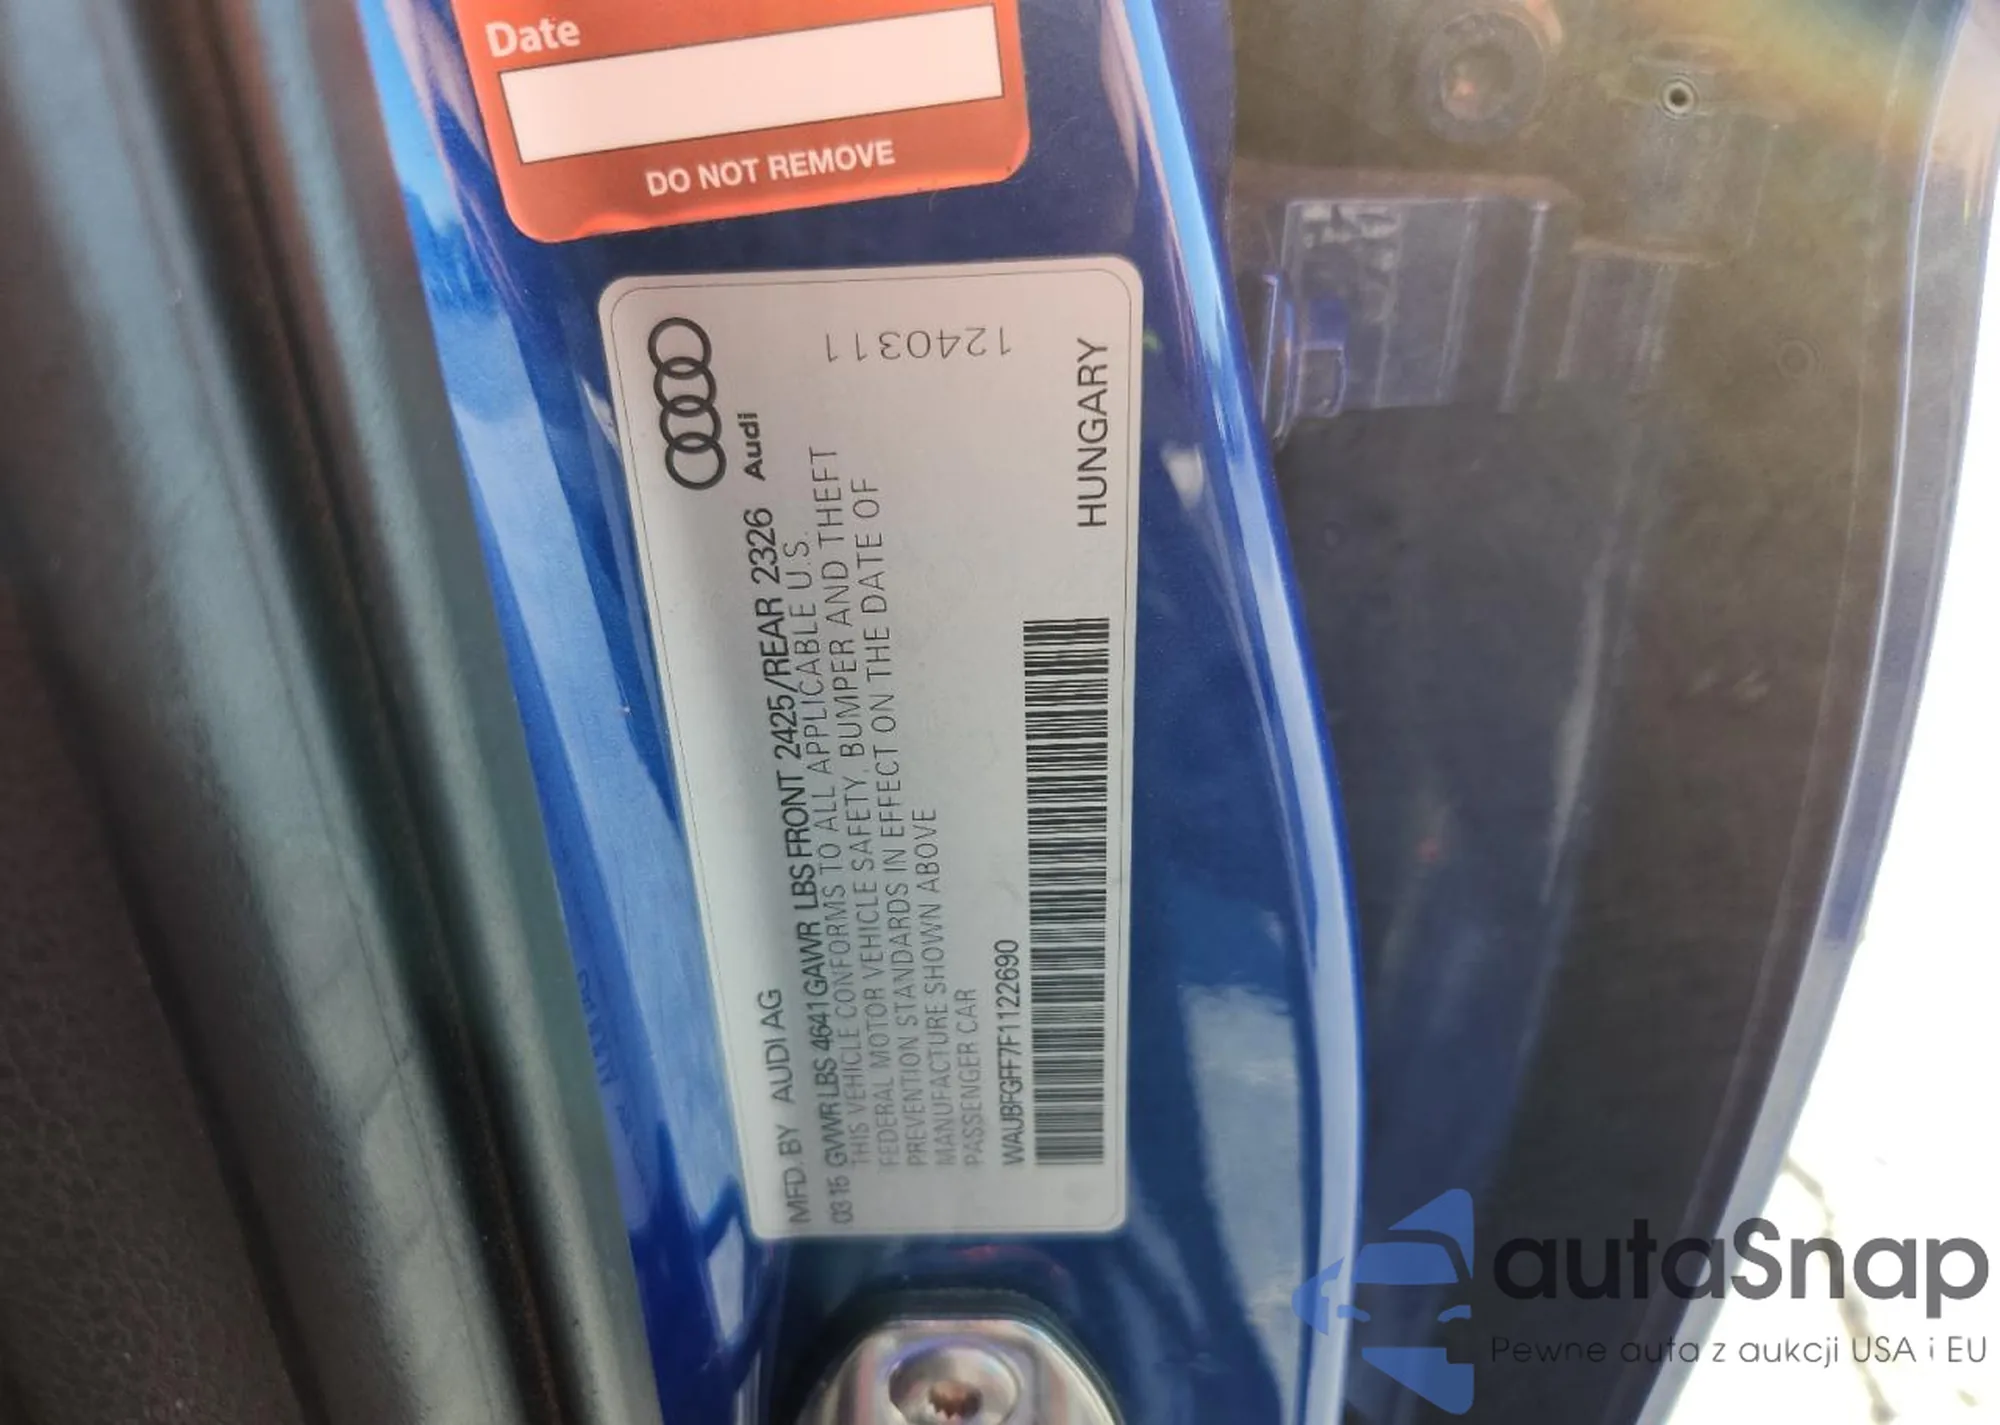 Date
DO NOT REMOVE
Audi
1240311
MFD. BY AUDI AG
03 15 GVWR LBS 4641 GAWR LBS FRONT 2425/REAR 2326
THIS VEHICLE CONFORMS TO ALL APPLICABLE U.S.
FEDERAL MOTOR VEHICLE SAFETY, BUMPER AND THEFT
PREVENTION STANDARDS IN EFFECT ON THE DATE OF
MANUFACTURE SHOWN ABOVE
PASSENGER CAR
WAUBFGFF7F1122690
HUNGARY
autaSnap
Pewne auta z aukcji USA i EU